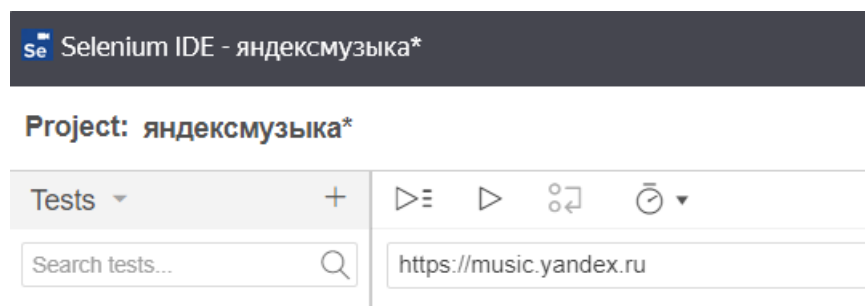 Se Selenium IDE - яндексмузыка*
Project: яндексмузыка*
Tests
Search tests...
https://music.yandex.ru